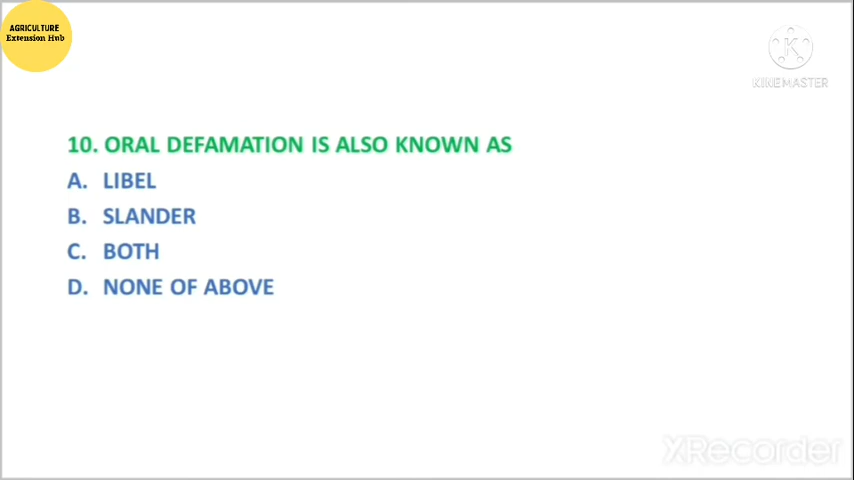 AGRICULTURE
Extension Hub
K
KINEMASTER
10. ORAL DEFAMATION IS ALSO KNOWN AS
A. LIBEL
B. SLANDER
C. BOTH
D. NONE OF ABOVE
XRecorder